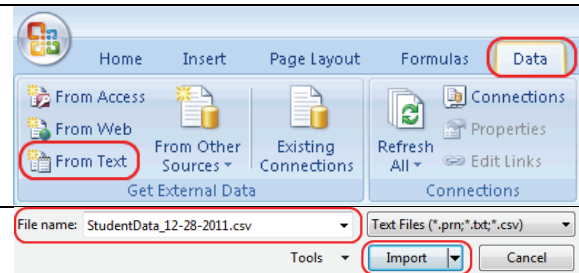 Home Insert Page Layout Formulas Data
From Access
From Web
From Text
From Other Sources
Existing Connections
Get External Data
Refresh All
Connections
Properties
Edit Links
Connections
File name: StudentData_12-28-2011.csv Text Files (*.prn;*.txt;*.csv)
Tools Import Cancel